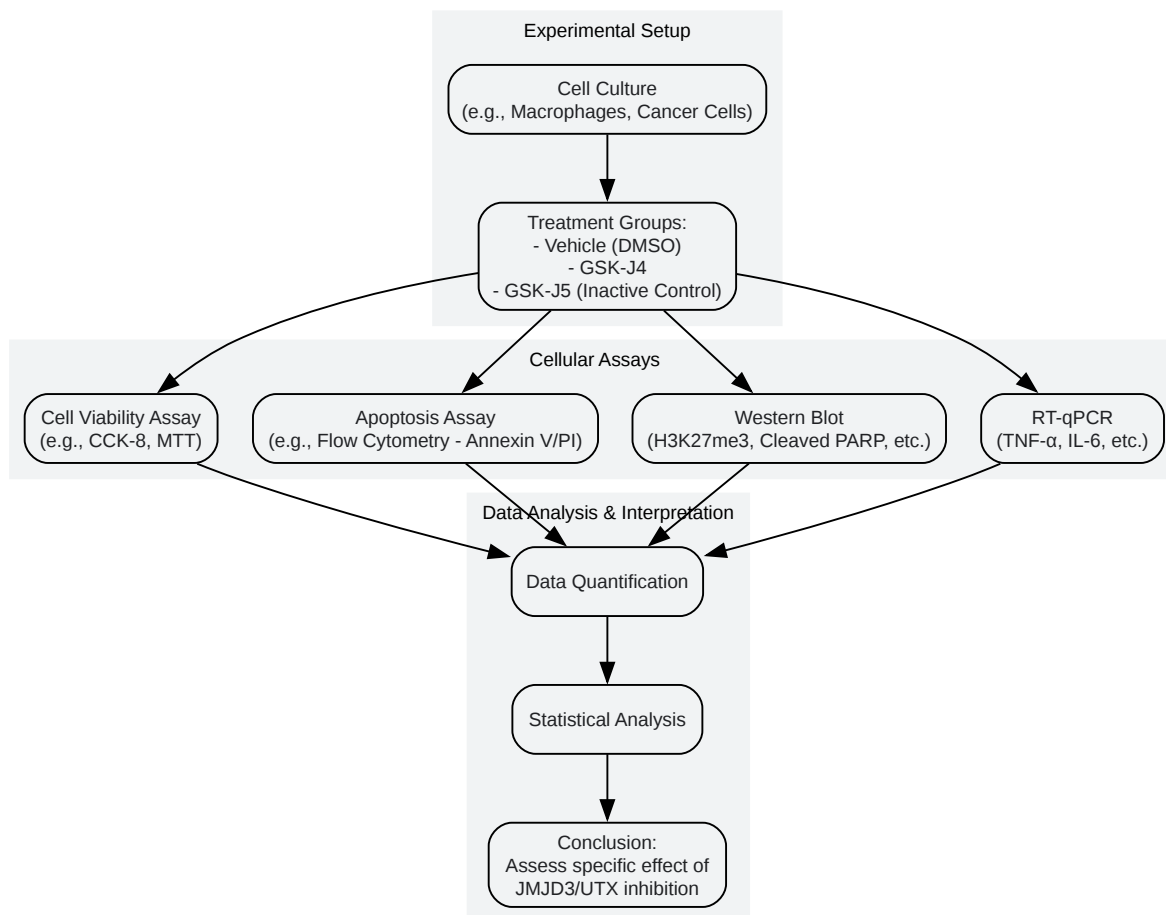 Experimental Setup
Cell Culture
(e.g., Macrophages, Cancer Cells)
Treatment Groups:
- Vehicle (DMSO)
- GSK-J4
- GSK-J5 (Inactive Control)
Cellular Assays
Cell Viability Assay
(e.g., CCK-8, MTT)
Apoptosis Assay
(e.g., Flow Cytometry - Annexin V/PI)
Western Blot
(H3K27me3, Cleaved PARP, etc.)
RT-qPCR
(TNF-α, IL-6, etc.)
Data Analysis & Interpretation
Data Quantification
Statistical Analysis
Conclusion:
Assess specific effect of
JMJD3/UTX inhibition